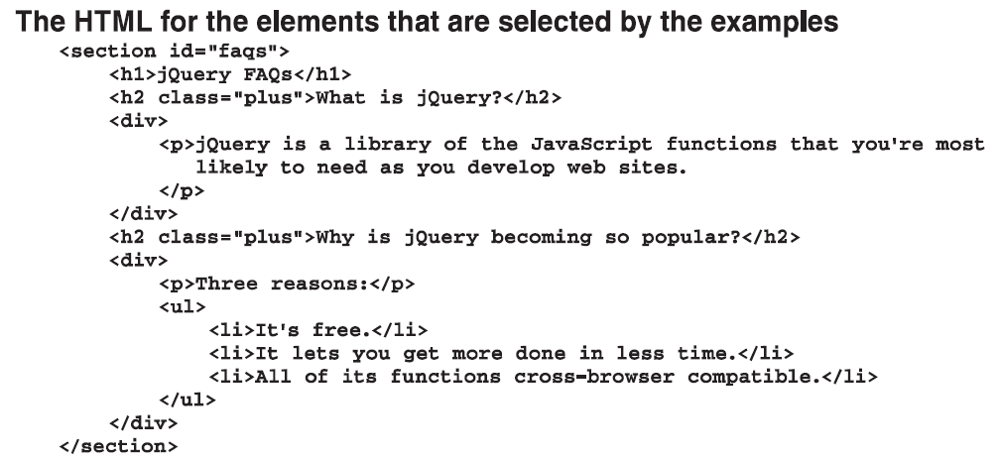 The HTML for the elements that are selected by the examples
<section id="faqs">
<h1>jQuery FAQs</h1>
<h2 class="plus">What is jQuery?</h2>
<div>
<p>jQuery is a library of the JavaScript functions that you're most
likely to need as you develop web sites.
</p>
</div>
<h2 class="plus">Why is jQuery becoming so popular?</h2>
<div>
<p>Three reasons:</p>
<ul>
<li>It's free.</li>
<li>It lets you get more done in less time.</li>
<li>All of its functions cross-browser compatible.</li>
</ul>
</div>
</section>